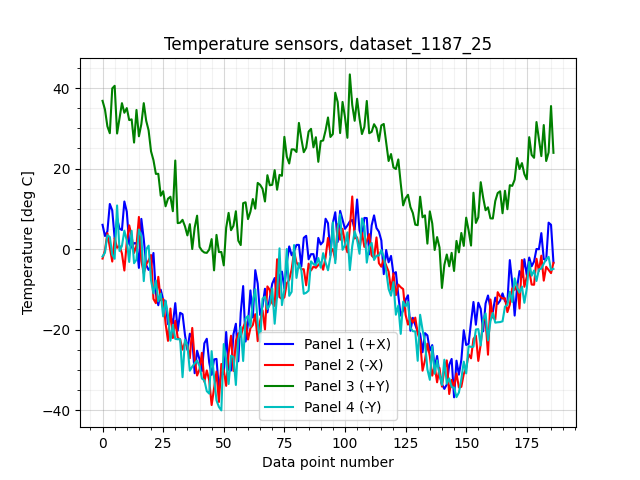 Temperature sensors, dataset_1187_25
Temperature [deg C]
40
20
0
−20
−40
Panel 1 (+X)
Panel 2 (-X)
Panel 3 (+Y)
Panel 4 (-Y)
0 25 50 75 100 125 150 175
Data point number